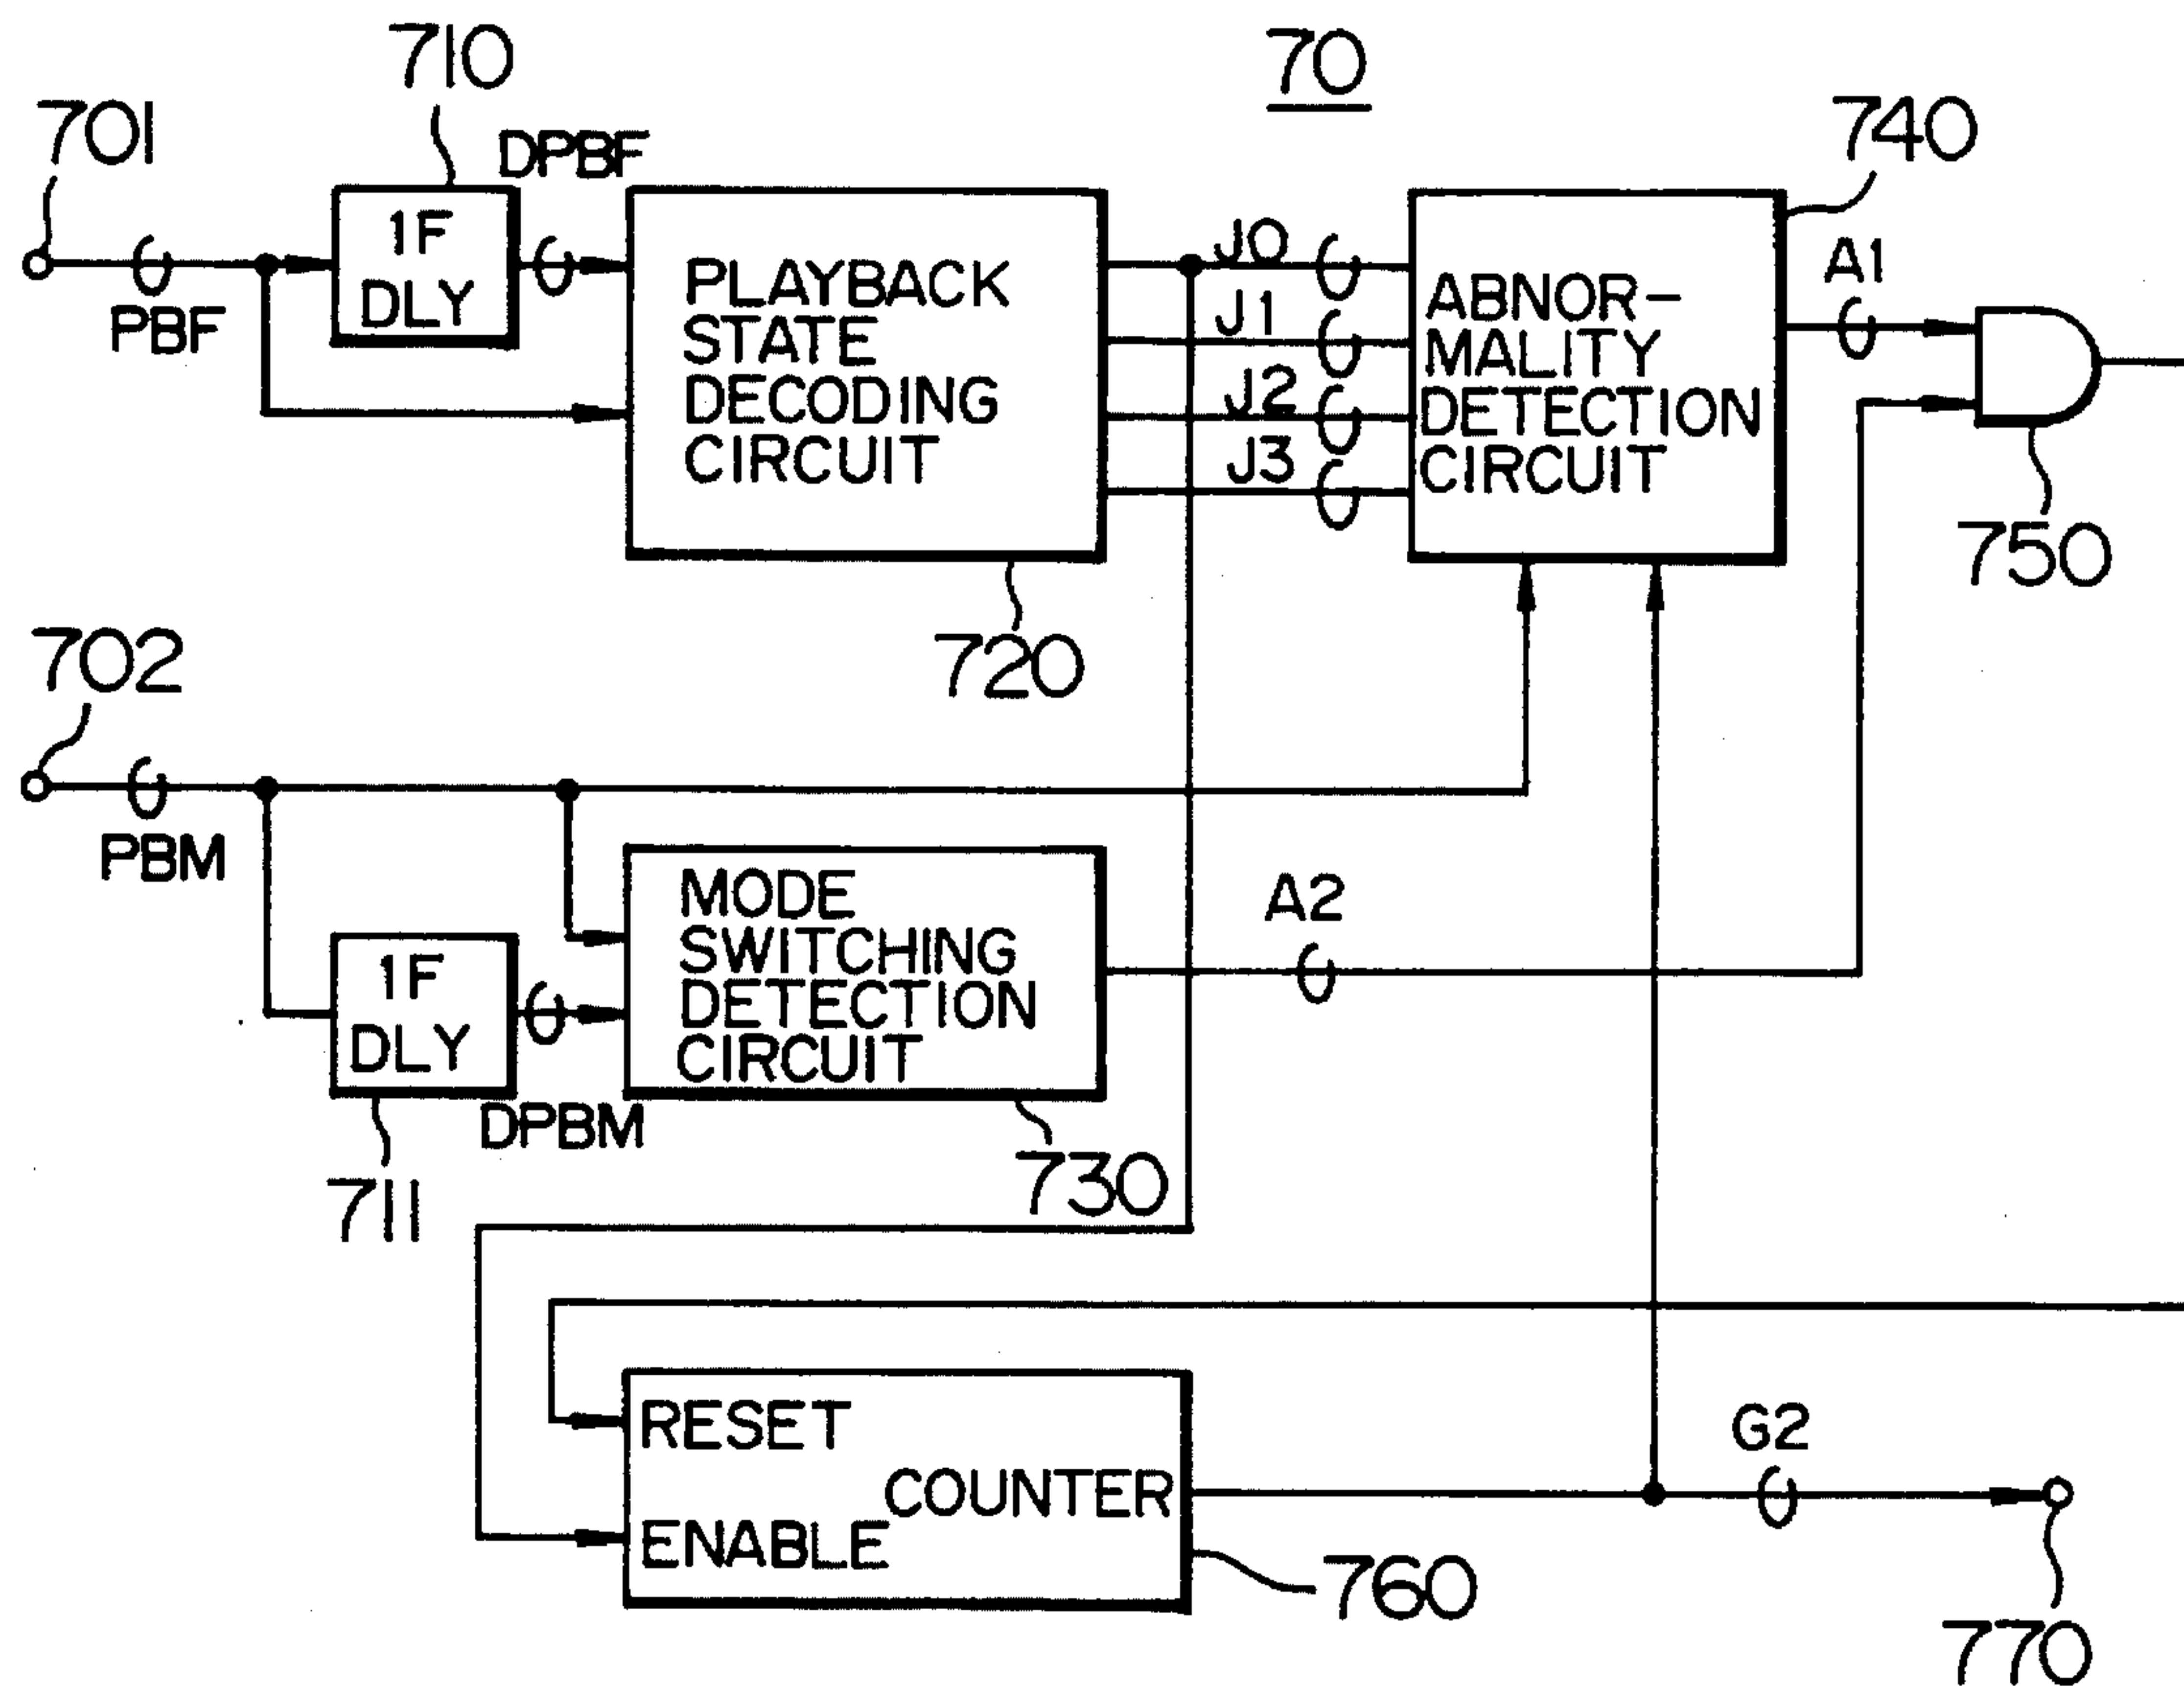 70
710
701
DPBF
740
1F
DLY
PBF
PLAYBACK
STATE
DECODING
CIRCUIT
J0
J1
J2
J3
ABNOR-
MALITY
DETECTION
CIRCUIT
A1
750
720
702
PBM
MODE
SWITCHING
DETECTION
CIRCUIT
A2
1F
DLY
DPBM
711
730
RESET
COUNTER
ENABLE
G2
760
770